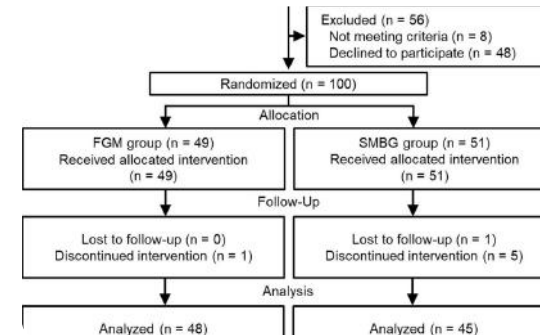 Excluded (n = 56)
Not meeting criteria (n = 8)
Declined to participate (n = 48)
Randomized (n = 100)
Allocation
FGM group (n = 49)
Received allocated intervention
(n = 49)
SMBG group (n = 51)
Received allocated intervention
(n = 51)
Follow-Up
Lost to follow-up (n = 0)
Discontinued intervention (n = 1)
Lost to follow-up (n = 1)
Discontinued intervention (n = 5)
Analysis
Analyzed (n = 48)
Analyzed (n = 45)